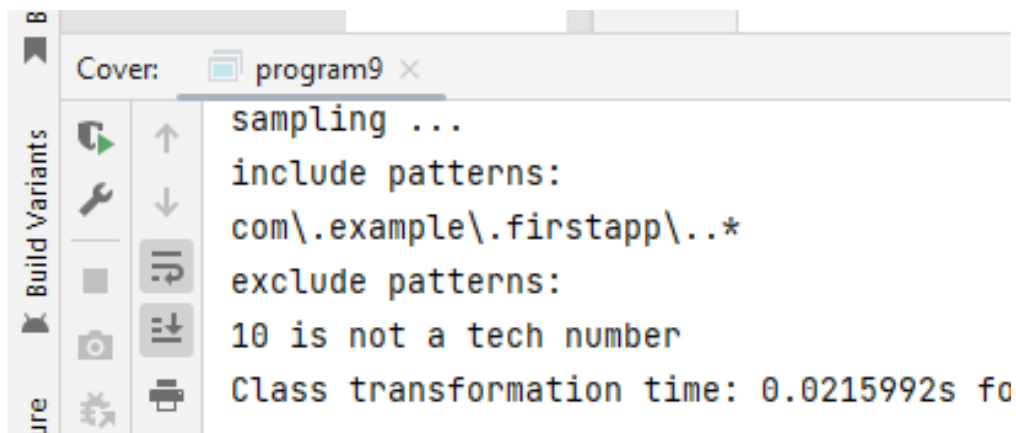 Cover: program9
sampling ...
include patterns:
com\.example\.firstapp\..*
exclude patterns:
10 is not a tech number
Class transformation time: 0.0215992s
Build Variants